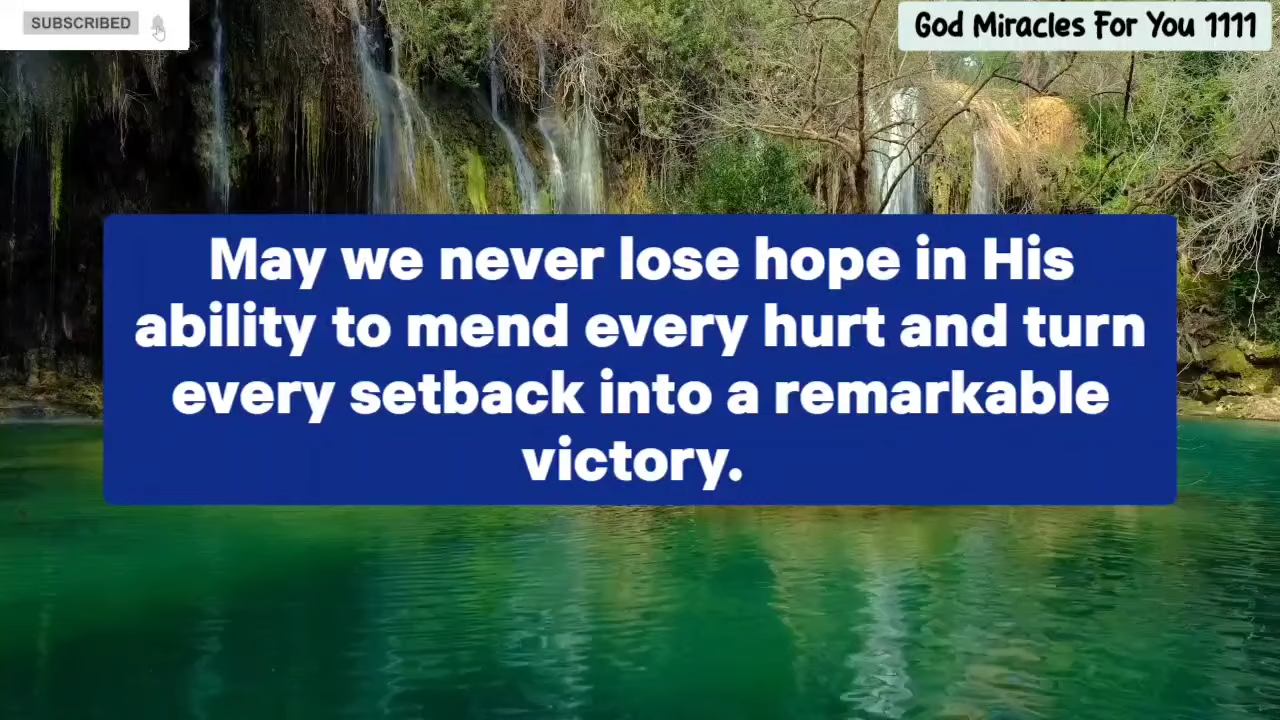 SUBSCRIBED
God Miracles For You 1111
May we never lose hope in His
ability to mend every hurt and turn
every setback into a remarkable
victory.